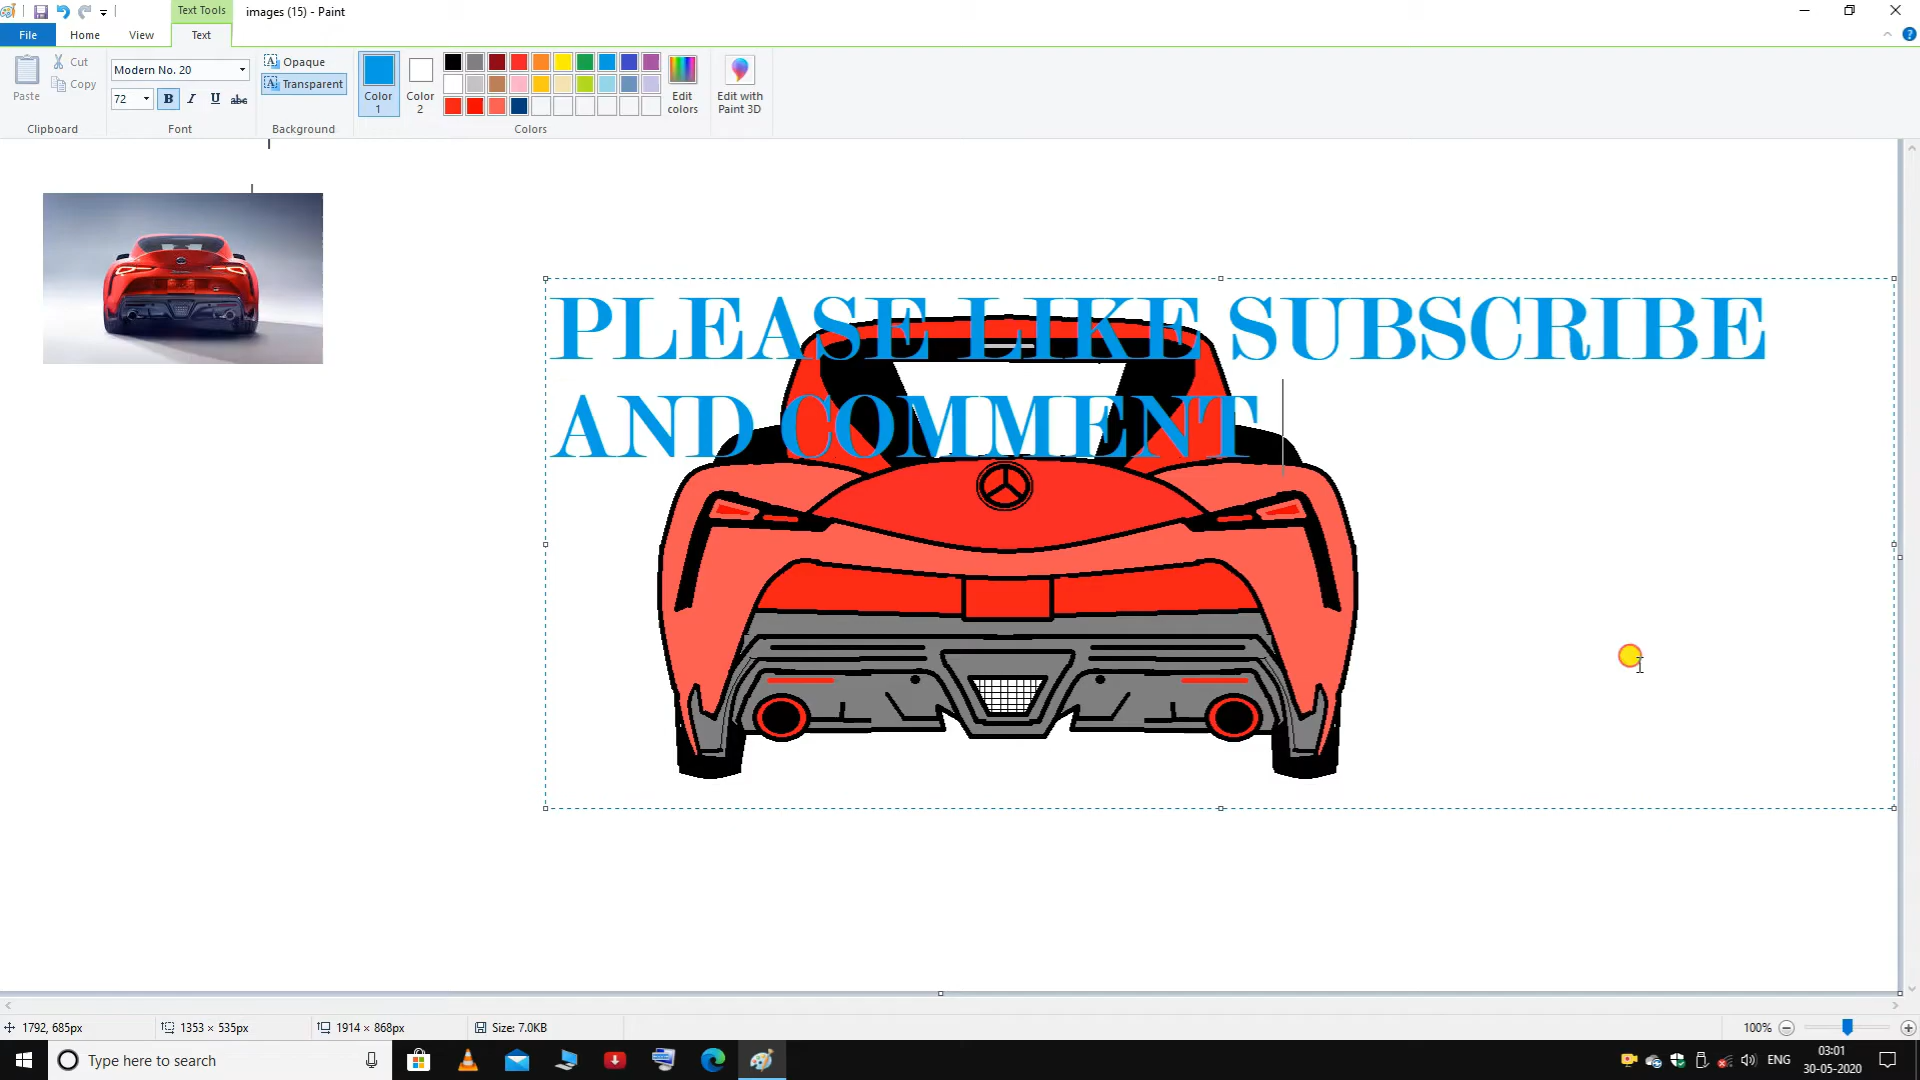 Text Tools
images (15) - Paint
File
Home
View
Text
Paste
Cut
Copy
Clipboard
Modern No. 20
72
B I U abc
Font
Opaque
Transparent
Background
Color 1
Color 2
Edit colors
Colors
Edit with Paint 3D
PLEASE LIKE SUBSCRIBE
AND COMMENT
1792, 685px
1353 × 535px
1914 × 868px
Size: 7.0KB
100%
Type here to search
ENG
03:01
30-05-2020